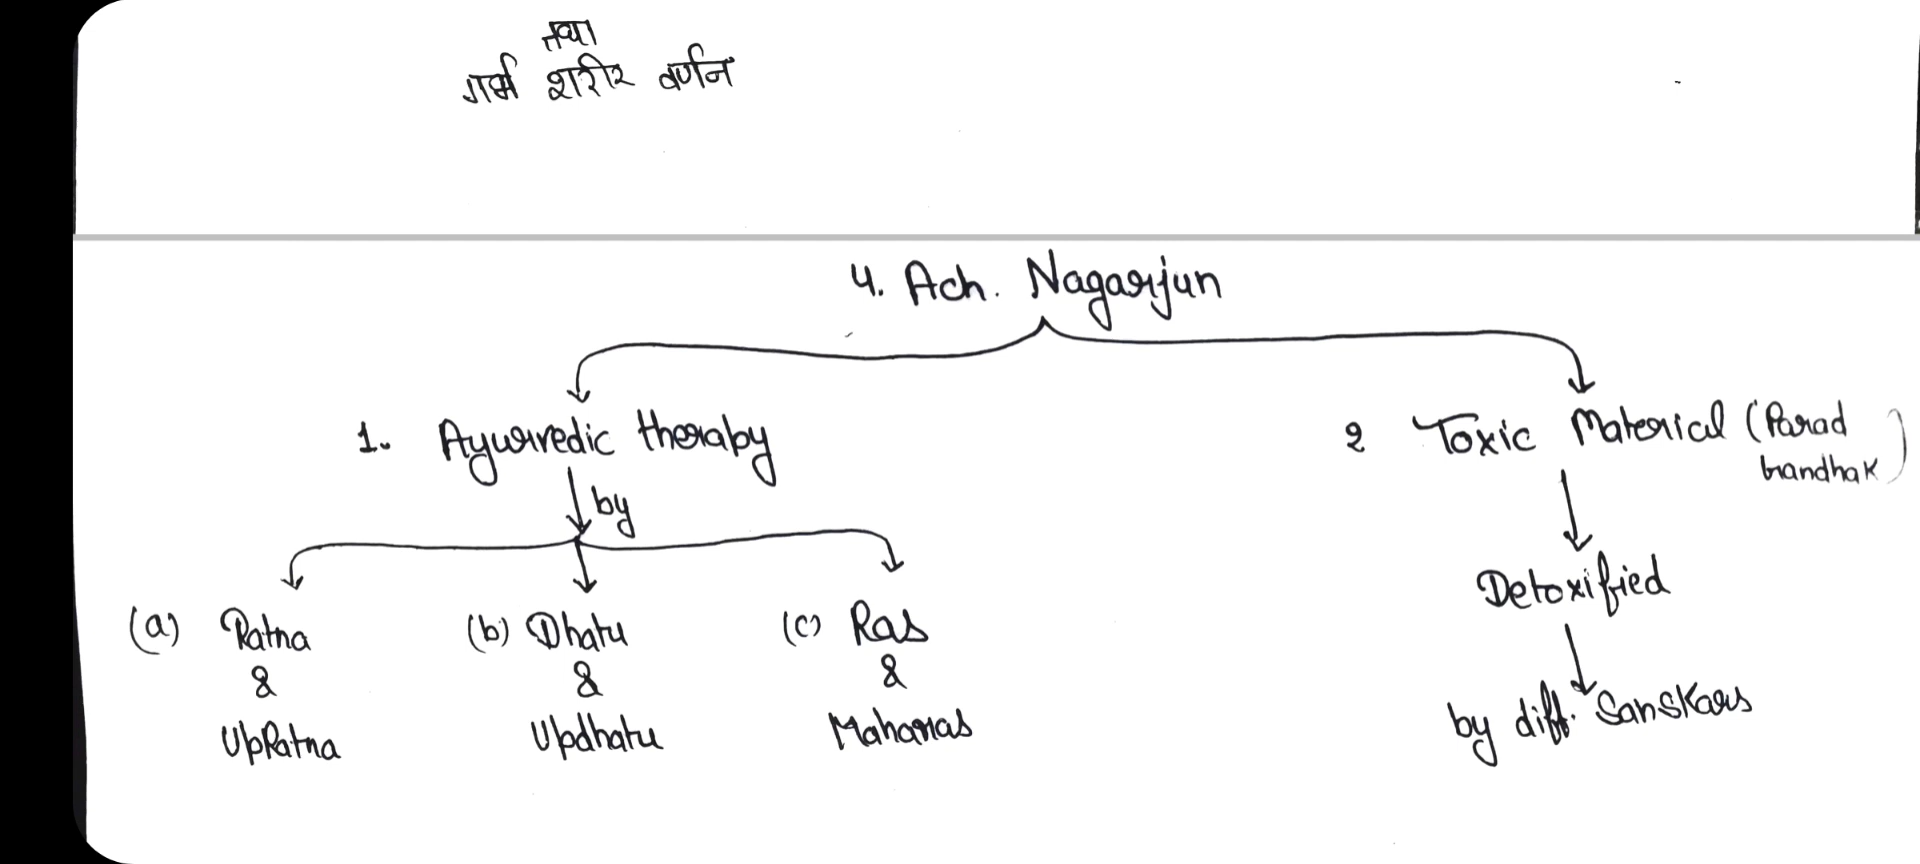 तथा
गर्भ शरीर वर्णन
4. Ach. Nagarjun
1. Ayurvedic therapy
2 Toxic Material (Parad Gandhak)
by
Detoxified
(a) Ratna (b) Dhatu (c) Ras
& & &
UpRatna Updhatu Maharas
by diff. Sanskars